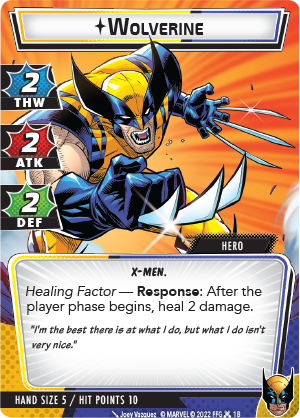 WOLVERINE
2
THW
2
ATK
2
DEF
HERO
X-MEN.
Healing Factor — Response: After the
player phase begins, heal 2 damage.
"I'm the best there is at what I do, but what I do isn't
very nice."
HAND SIZE 5 / HIT POINTS 10
Joey Vazquez © MARVEL © 2022 FFG 1B